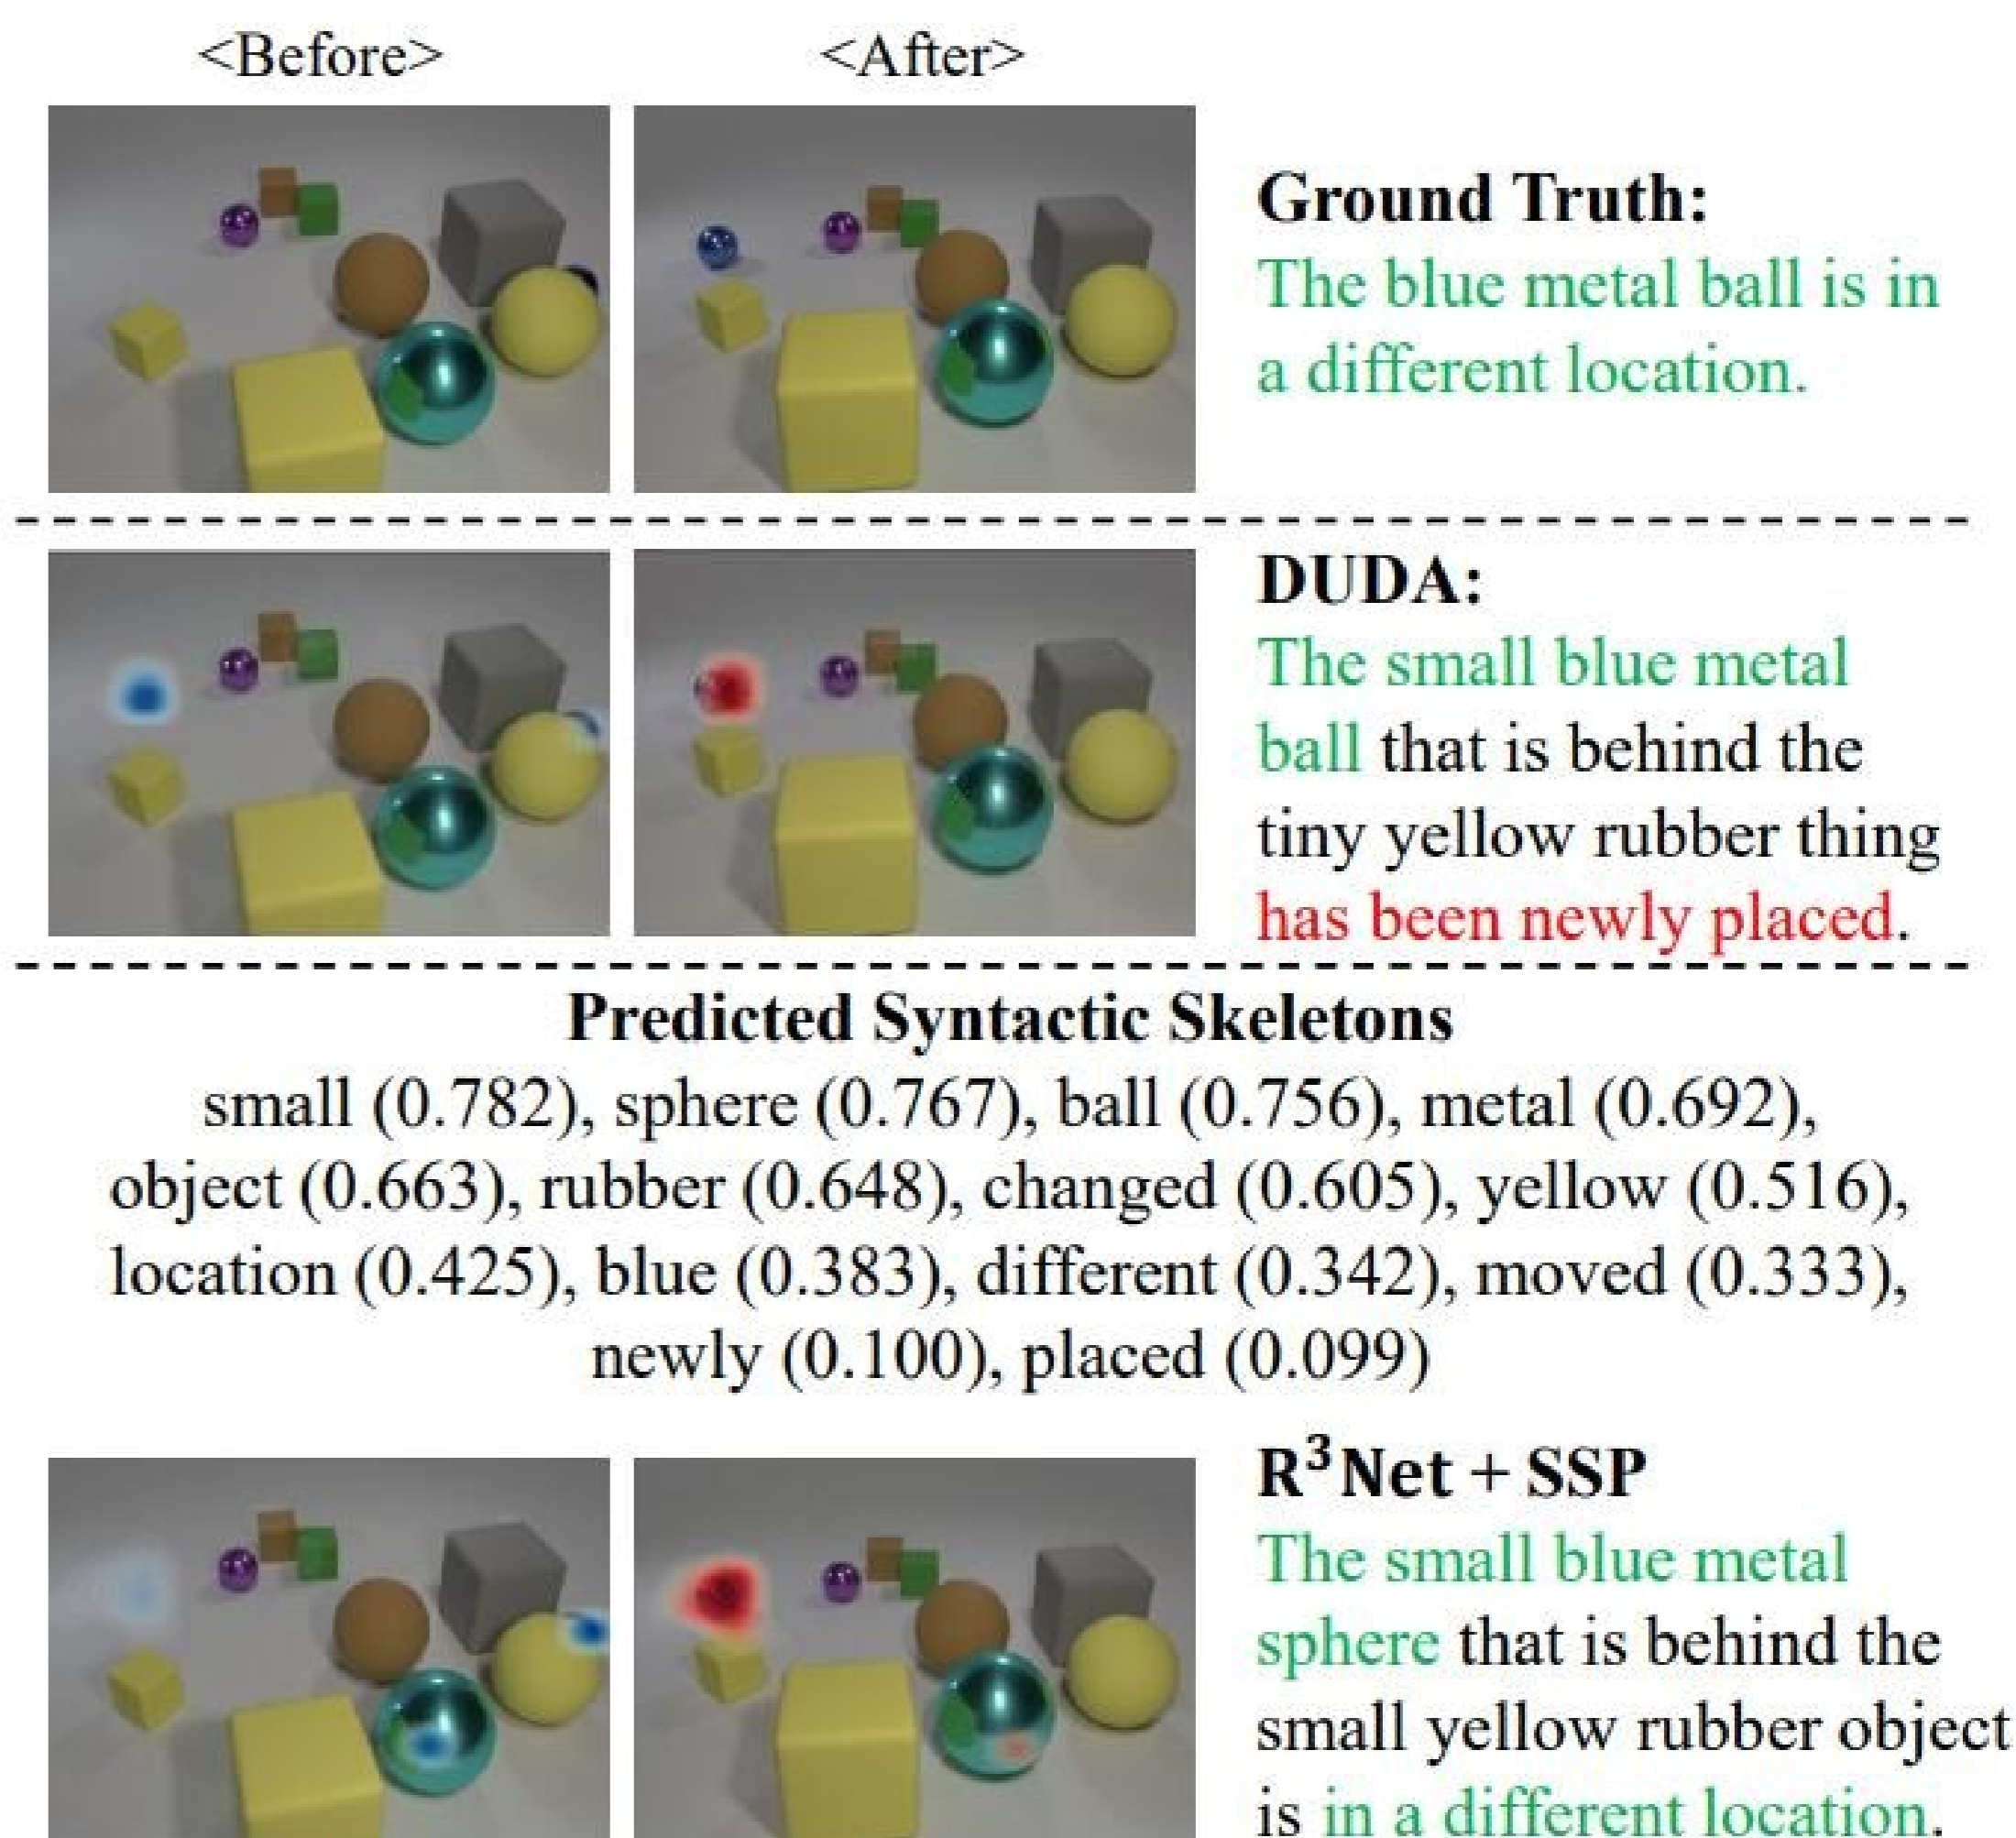 <Before>
<After>
Ground Truth:
The blue metal ball is in
a different location.
DUDA:
The small blue metal
ball that is behind the
tiny yellow rubber thing
has been newly placed.
Predicted Syntactic Skeletons
small (0.782), sphere (0.767), ball (0.756), metal (0.692),
object (0.663), rubber (0.648), changed (0.605), yellow (0.516),
location (0.425), blue (0.383), different (0.342), moved (0.333),
newly (0.100), placed (0.099)
R³Net + SSP
The small blue metal
sphere that is behind the
small yellow rubber object
is in a different location.